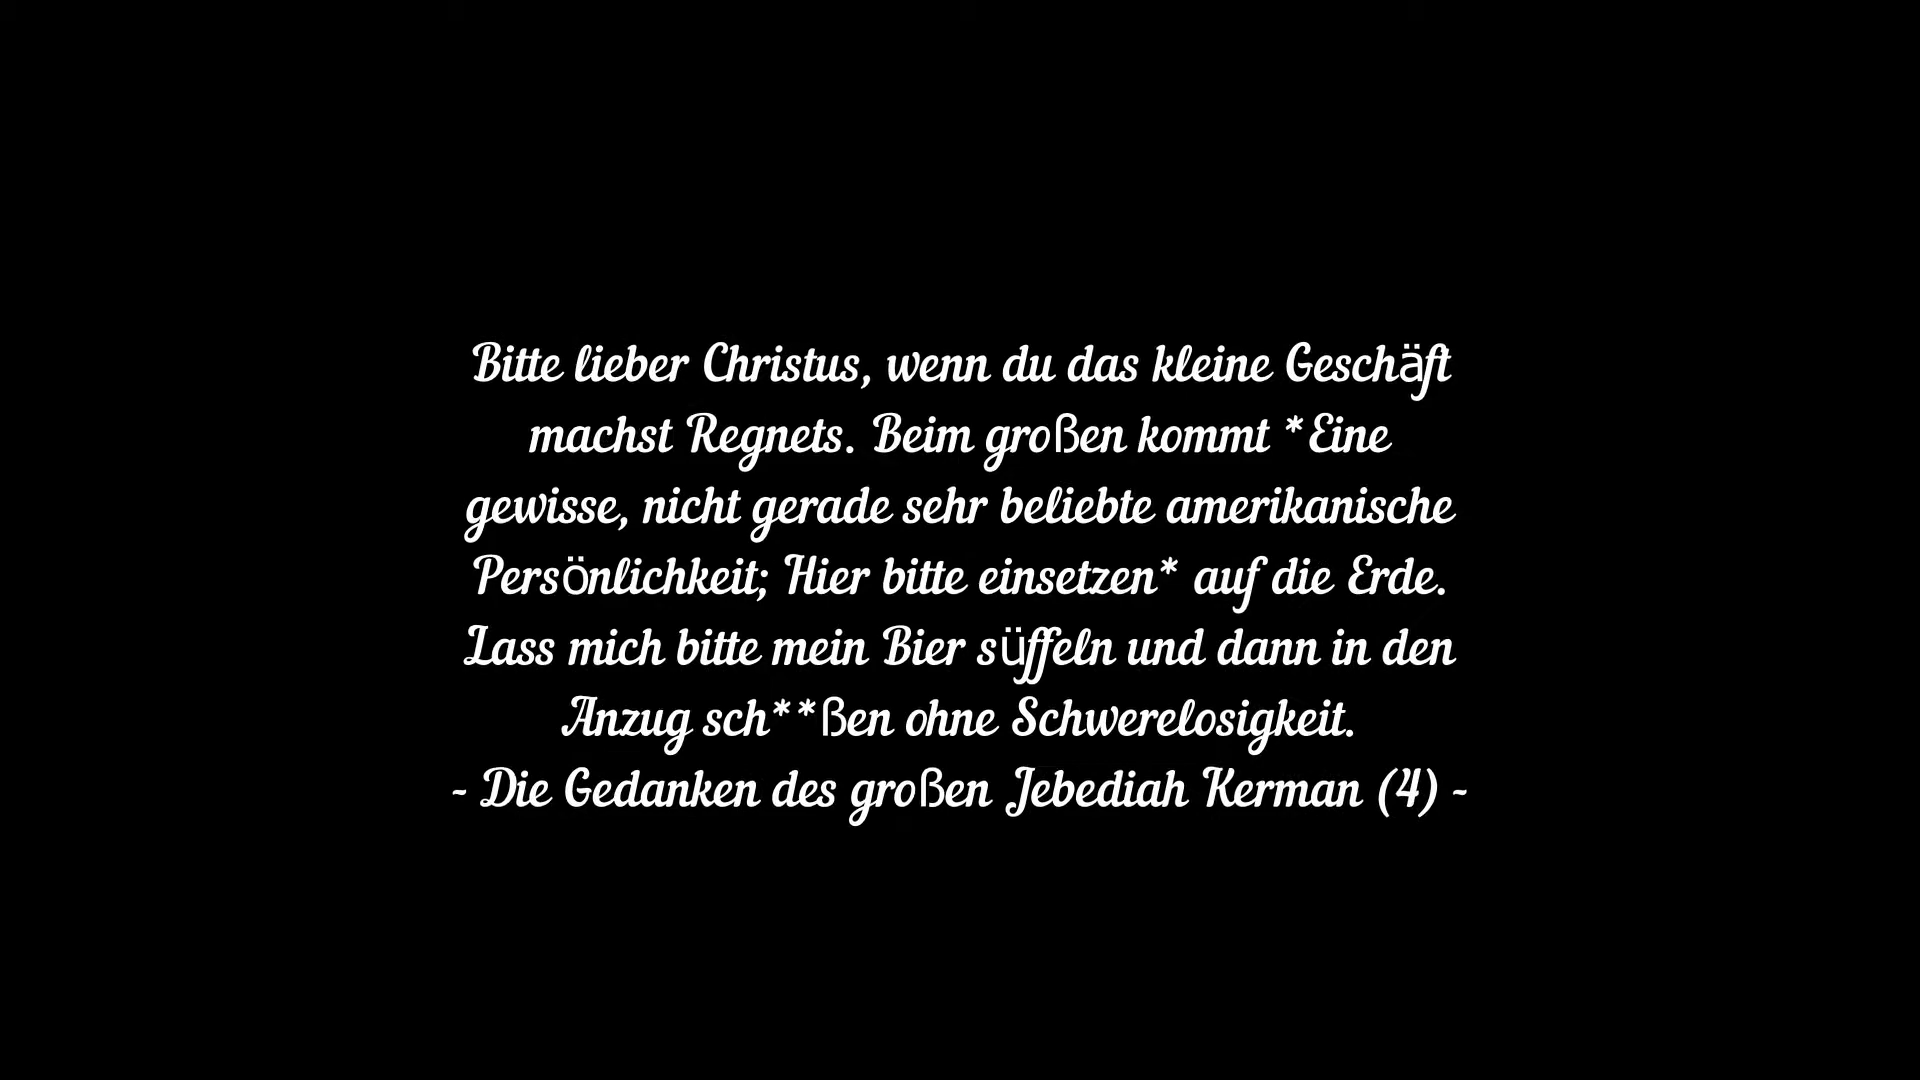 Bitte lieber Christus, wenn du das kleine Geschäft
machst Regnets. Beim großen kommt *Eine
gewisse, nicht gerade sehr beliebte amerikanische
Persönlichkeit; Hier bitte einsetzen* auf die Erde.
Lass mich bitte mein Bier süffeln und dann in den
Anzug sch**ßen ohne Schwerelosigkeit.
- Die Gedanken des großen Jebediah Kerman (4) -